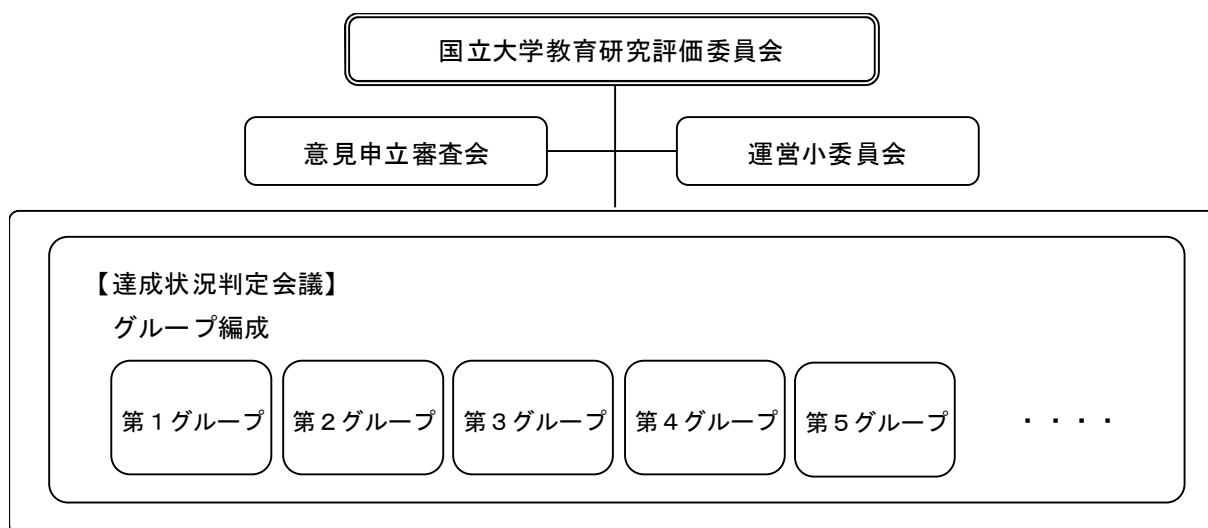 国立大学教育研究評価委員会
意見申立審査会
運営小委員会
【達成状況判定会議】
グループ編成
第1グループ
第2グループ
第3グループ
第4グループ
第5グループ
・・・・